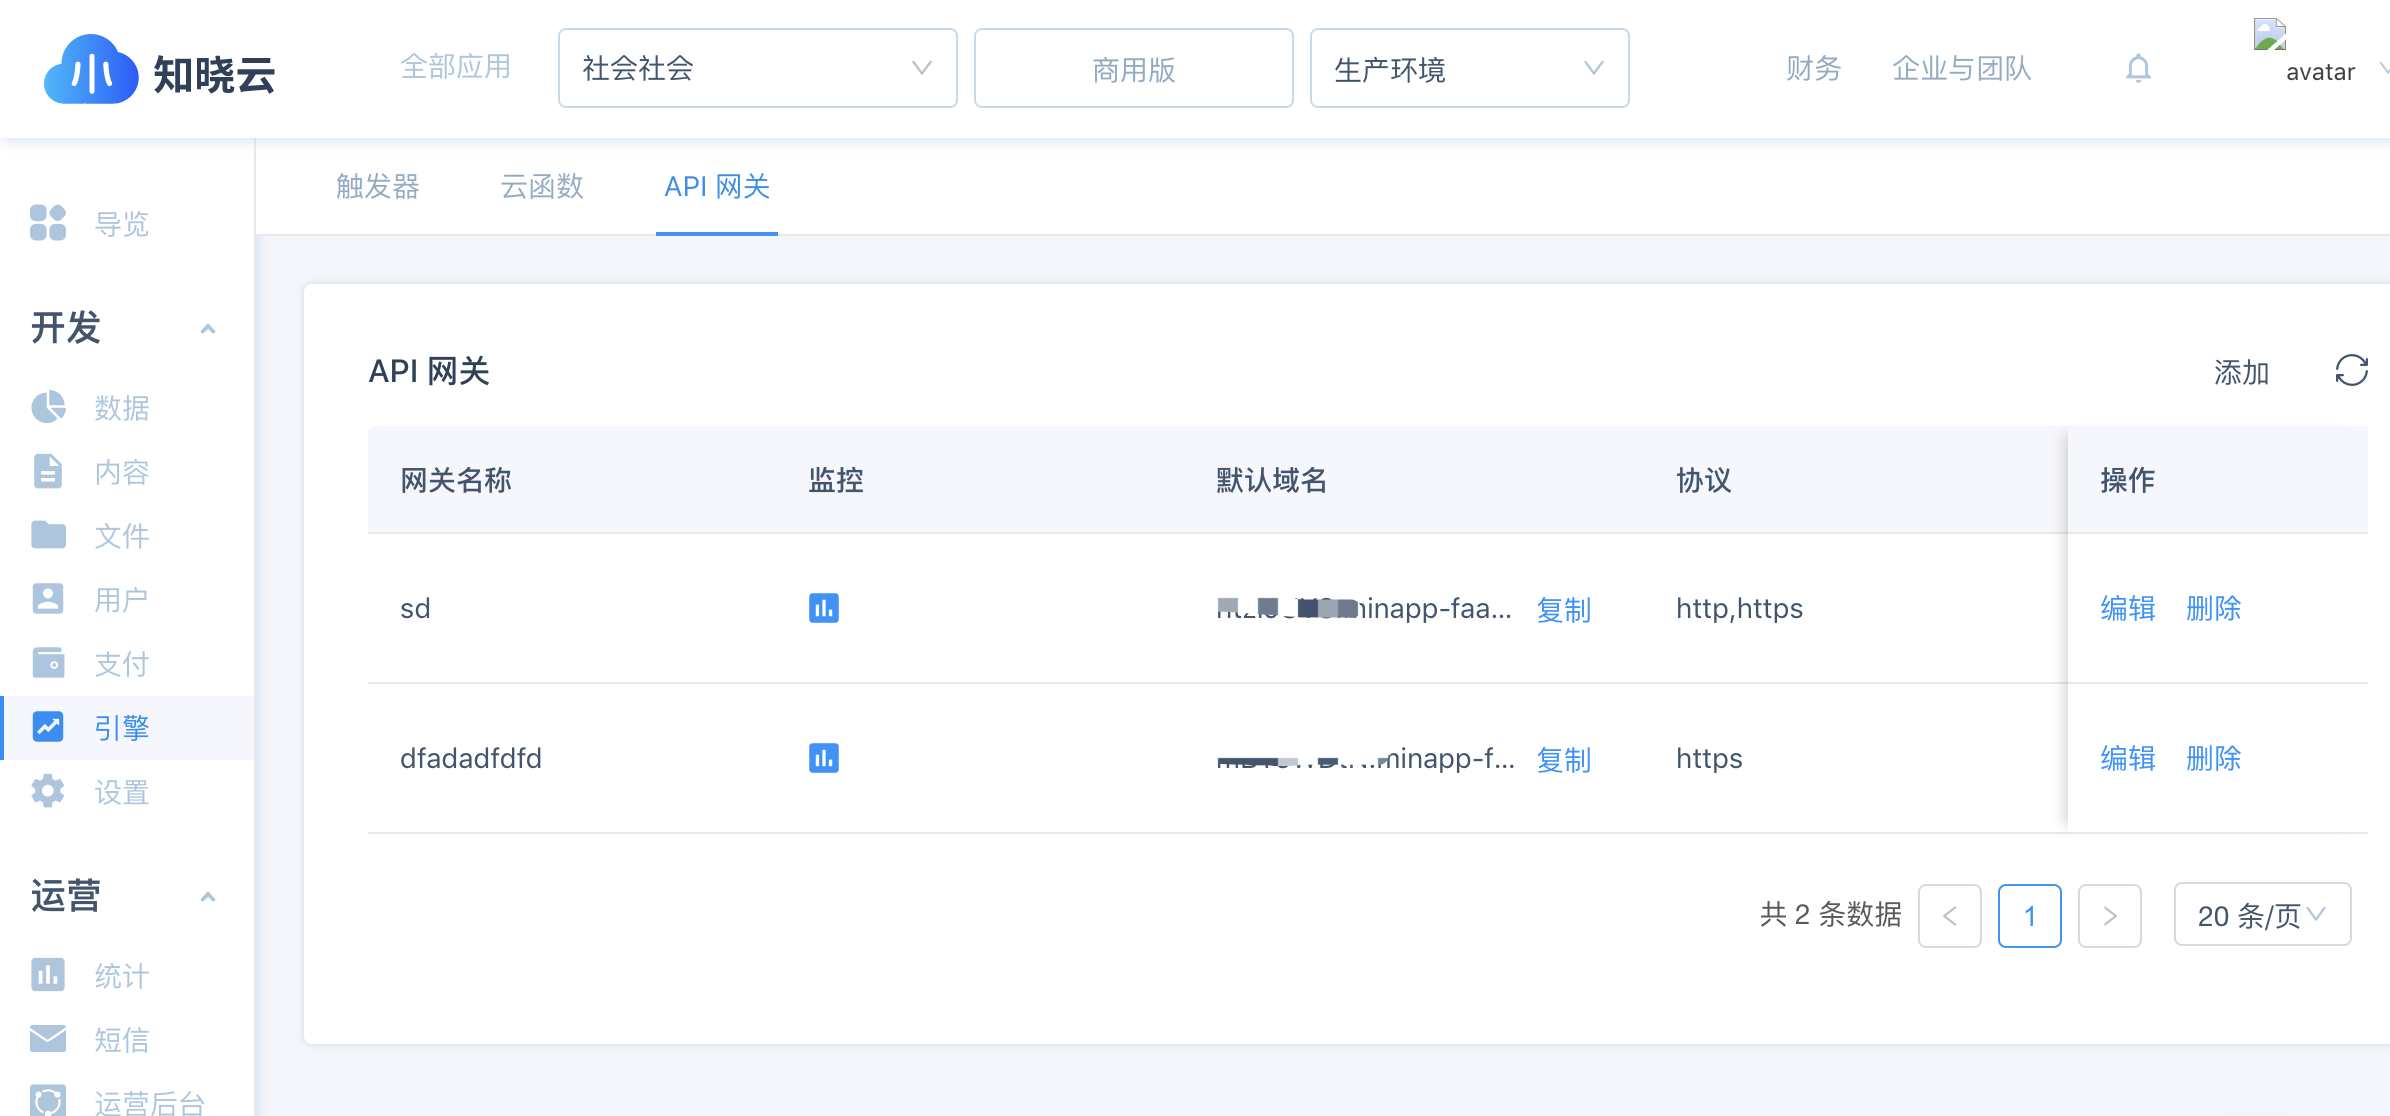 知晓云
全部应用
社会社会
商用版
生产环境
财务
企业与团队
avatar
触发器
云函数
API 网关
导览
开发
数据
内容
文件
用户
支付
引擎
设置
运营
统计
短信
运营后台
API 网关
添加
网关名称 监控 默认域名 协议 操作
sd minapp-faa... 复制 http,https 编辑 删除
dfadadfdfd minapp-f... 复制 https 编辑 删除
共 2 条数据 1 20 条/页